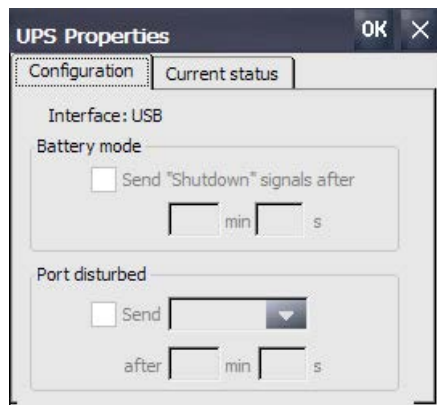 UPS Properties OK
Configuration Current status
Interface: USB
Battery mode
Send "Shutdown" signals after
min s
Port disturbed
Send
after min s